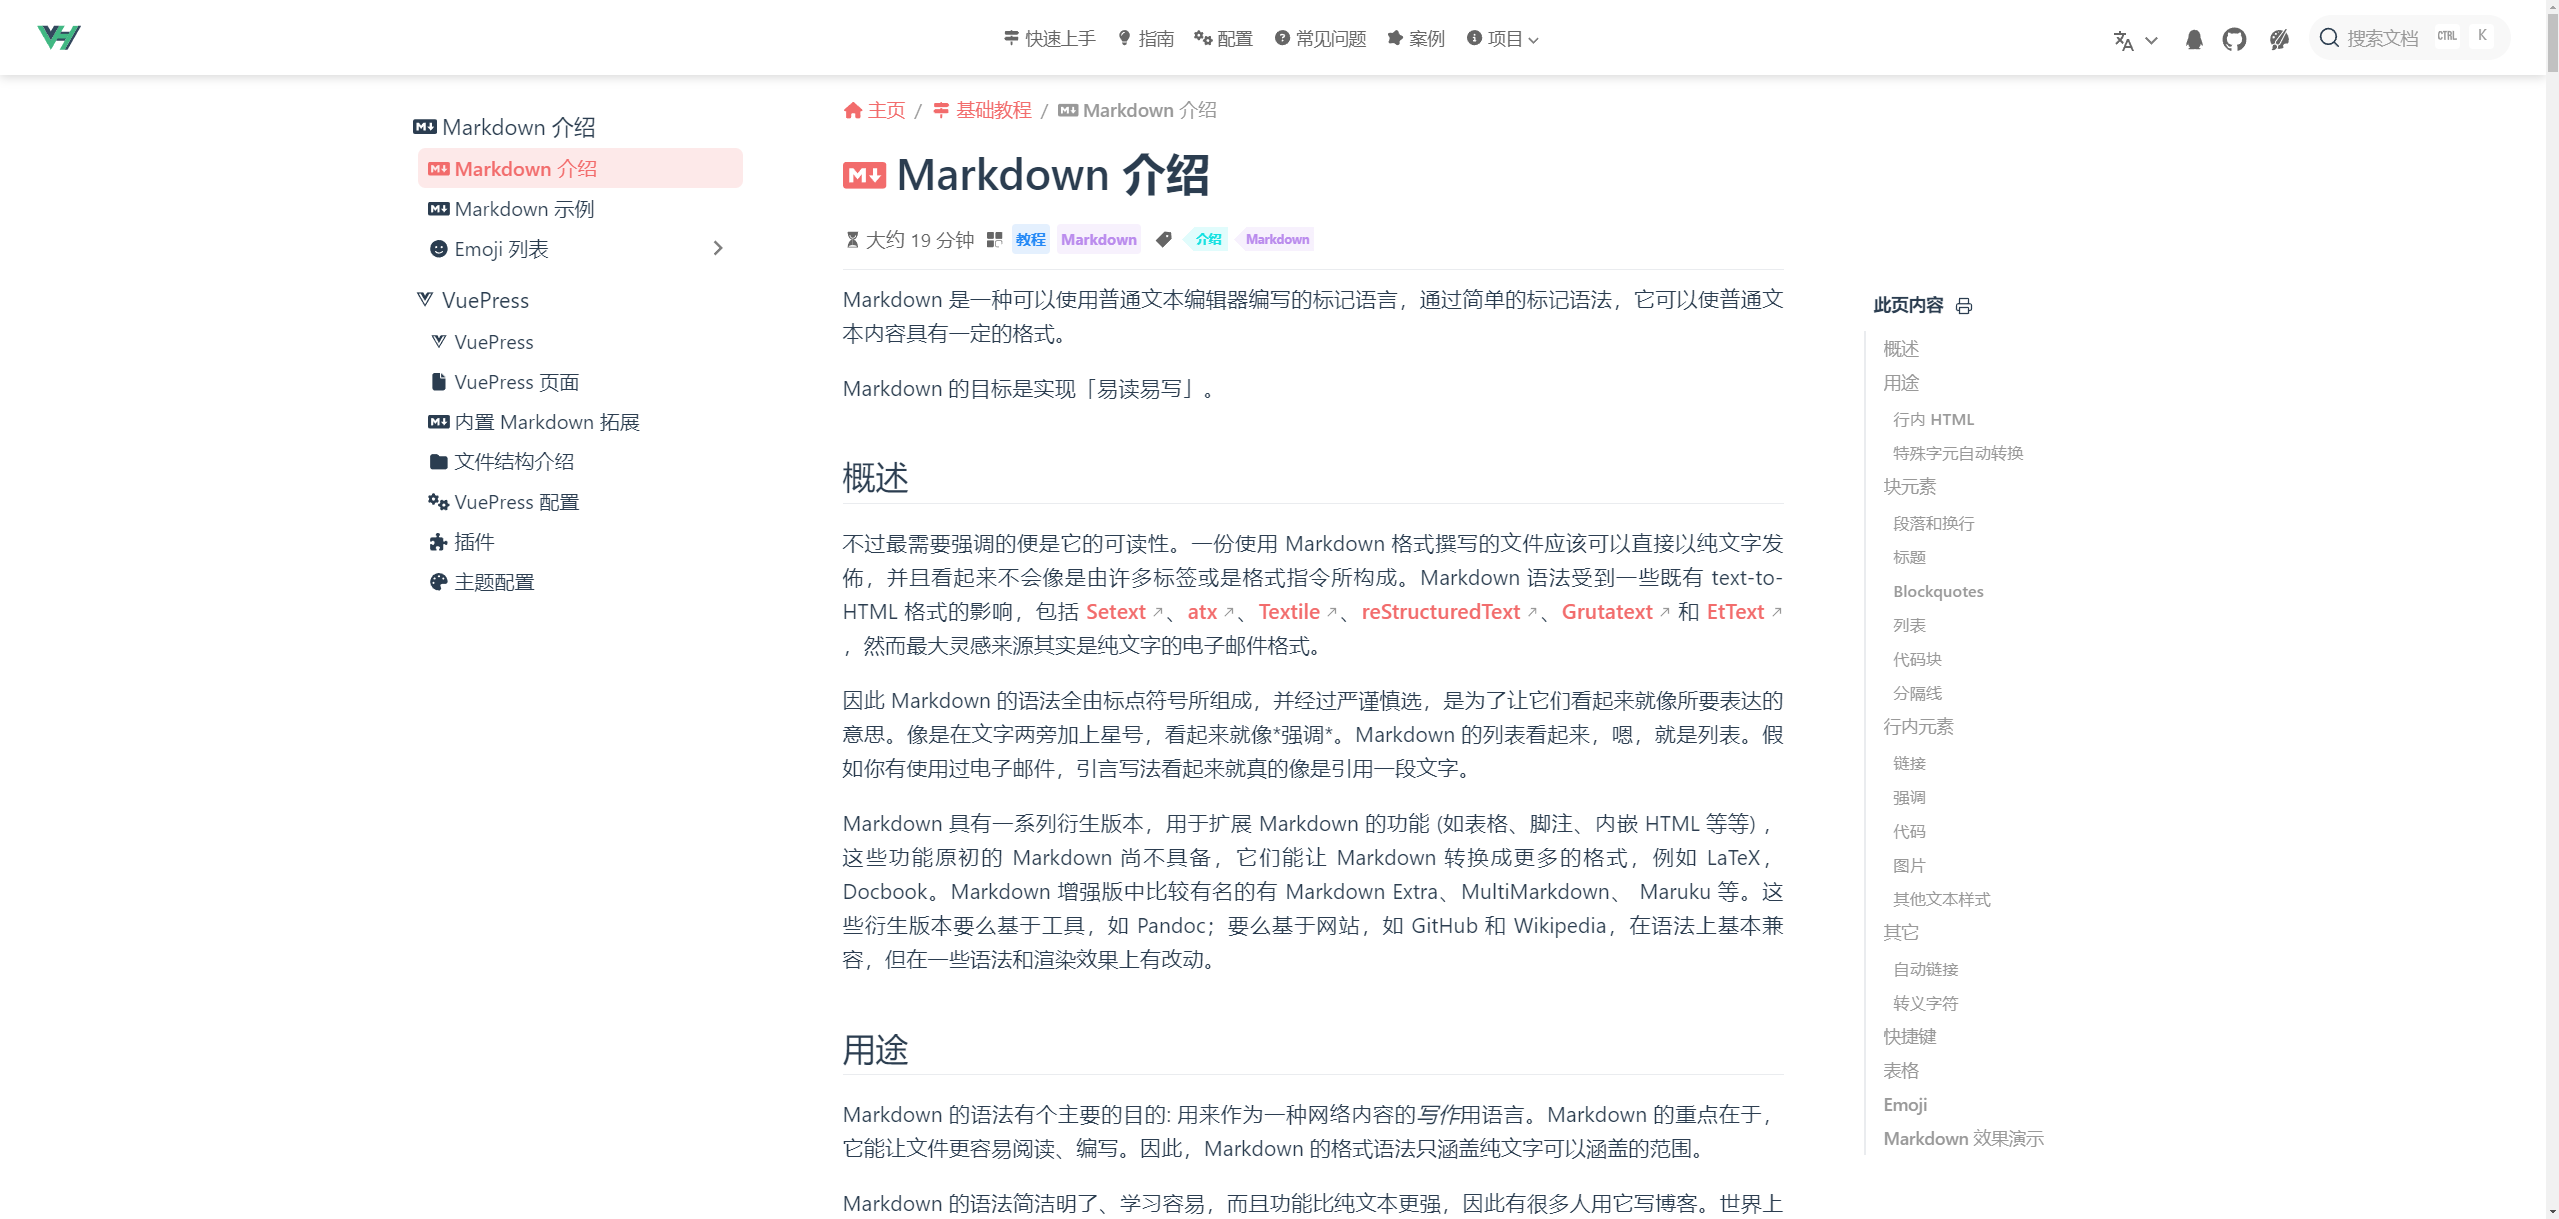 快速上手 指南 配置 常见问题 案例 项目
搜索文档 CTRL K
Markdown 介绍
Markdown 介绍
Markdown 示例
Emoji 列表
VuePress
VuePress
VuePress 页面
内置 Markdown 拓展
文件结构介绍
VuePress 配置
插件
主题配置
主页 / 基础教程 / Markdown 介绍
Markdown 介绍
大约 19 分钟 教程 Markdown 介绍 Markdown
Markdown 是一种可以使用普通文本编辑器编写的标记语言，通过简单的标记语法，它可以使普通文
本内容具有一定的格式。
Markdown 的目标是实现「易读易写」。
概述
不过最需要强调的便是它的可读性。一份使用 Markdown 格式撰写的文件应该可以直接以纯文字发
佈，并且看起来不会像是由许多标签或是格式指令所构成。Markdown 语法受到一些既有 text-to-
HTML 格式的影响，包括 Setext、atx、Textile、reStructuredText、Grutatext 和 EtText
，然而最大灵感来源其实是纯文字的电子邮件格式。
因此 Markdown 的语法全由标点符号所组成，并经过严谨慎选，是为了让它们看起来就像所要表达的
意思。像是在文字两旁加上星号，看起来就像*强调*。Markdown 的列表看起来，嗯，就是列表。假
如你有使用过电子邮件，引言写法看起来就真的像是引用一段文字。
Markdown 具有一系列衍生版本，用于扩展 Markdown 的功能 (如表格、脚注、内嵌 HTML 等等) ，
这些功能原初的 Markdown 尚不具备，它们能让 Markdown 转换成更多的格式，例如 LaTeX，
Docbook。Markdown 增强版中比较有名的有 Markdown Extra、MultiMarkdown、 Maruku 等。这
些衍生版本要么基于工具，如 Pandoc；要么基于网站，如 GitHub 和 Wikipedia，在语法上基本兼
容，但在一些语法和渲染效果上有改动。
用途
Markdown 的语法有个主要的目的: 用来作为一种网络内容的写作用语言。Markdown 的重点在于，
它能让文件更容易阅读、编写。因此，Markdown 的格式语法只涵盖纯文字可以涵盖的范围。
Markdown 的语法简洁明了、学习容易，而且功能比纯文本更强，因此有很多人用它写博客。世界上
此页内容
概述
用途
行内 HTML
特殊字元自动转换
块元素
段落和换行
标题
Blockquotes
列表
代码块
分隔线
行内元素
链接
强调
代码
图片
其他文本样式
其它
自动链接
转义字符
快捷键
表格
Emoji
Markdown 效果演示